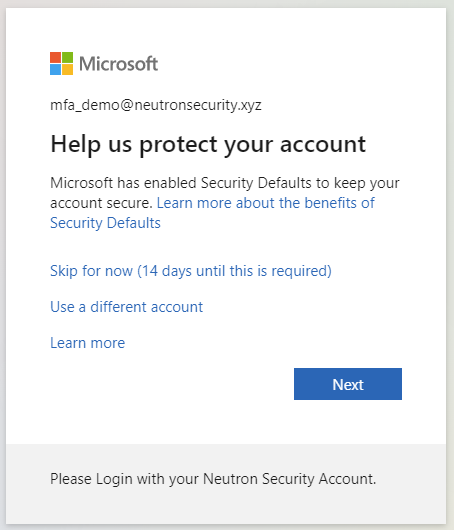 Microsoft
mfa_demo@neutronsecurity.xyz
Help us protect your account
Microsoft has enabled Security Defaults to keep your
account secure. Learn more about the benefits of
Security Defaults
Skip for now (14 days until this is required)
Use a different account
Learn more
Next
Please Login with your Neutron Security Account.